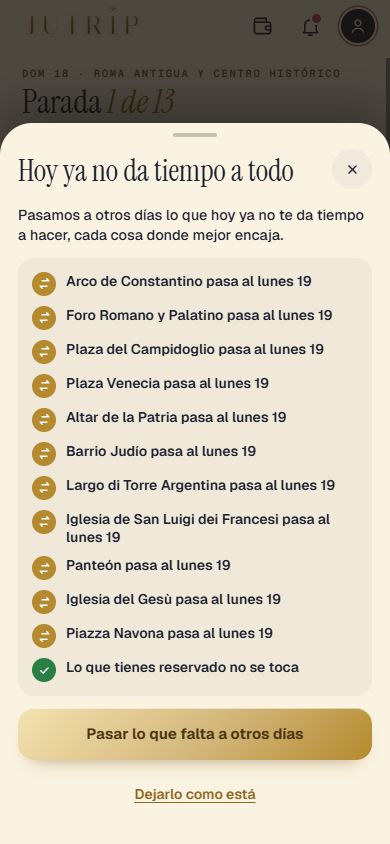 JUTRIP
DOM 18 · ROMA ANTIGUA Y CENTRO HISTÓRICO
Parada 1 de 13
Hoy ya no da tiempo a todo
Pasamos a otros días lo que hoy ya no te da tiempo
a hacer, cada cosa donde mejor encaja.
Arco de Constantino pasa al lunes 19
Foro Romano y Palatino pasa al lunes 19
Plaza del Campidoglio pasa al lunes 19
Plaza Venecia pasa al lunes 19
Altar de la Patria pasa al lunes 19
Barrio Judío pasa al lunes 19
Largo di Torre Argentina pasa al lunes 19
Iglesia de San Luigi dei Francesi pasa al
lunes 19
Panteón pasa al lunes 19
Iglesia del Gesù pasa al lunes 19
Piazza Navona pasa al lunes 19
Lo que tienes reservado no se toca
Pasar lo que falta a otros días
Dejarlo como está